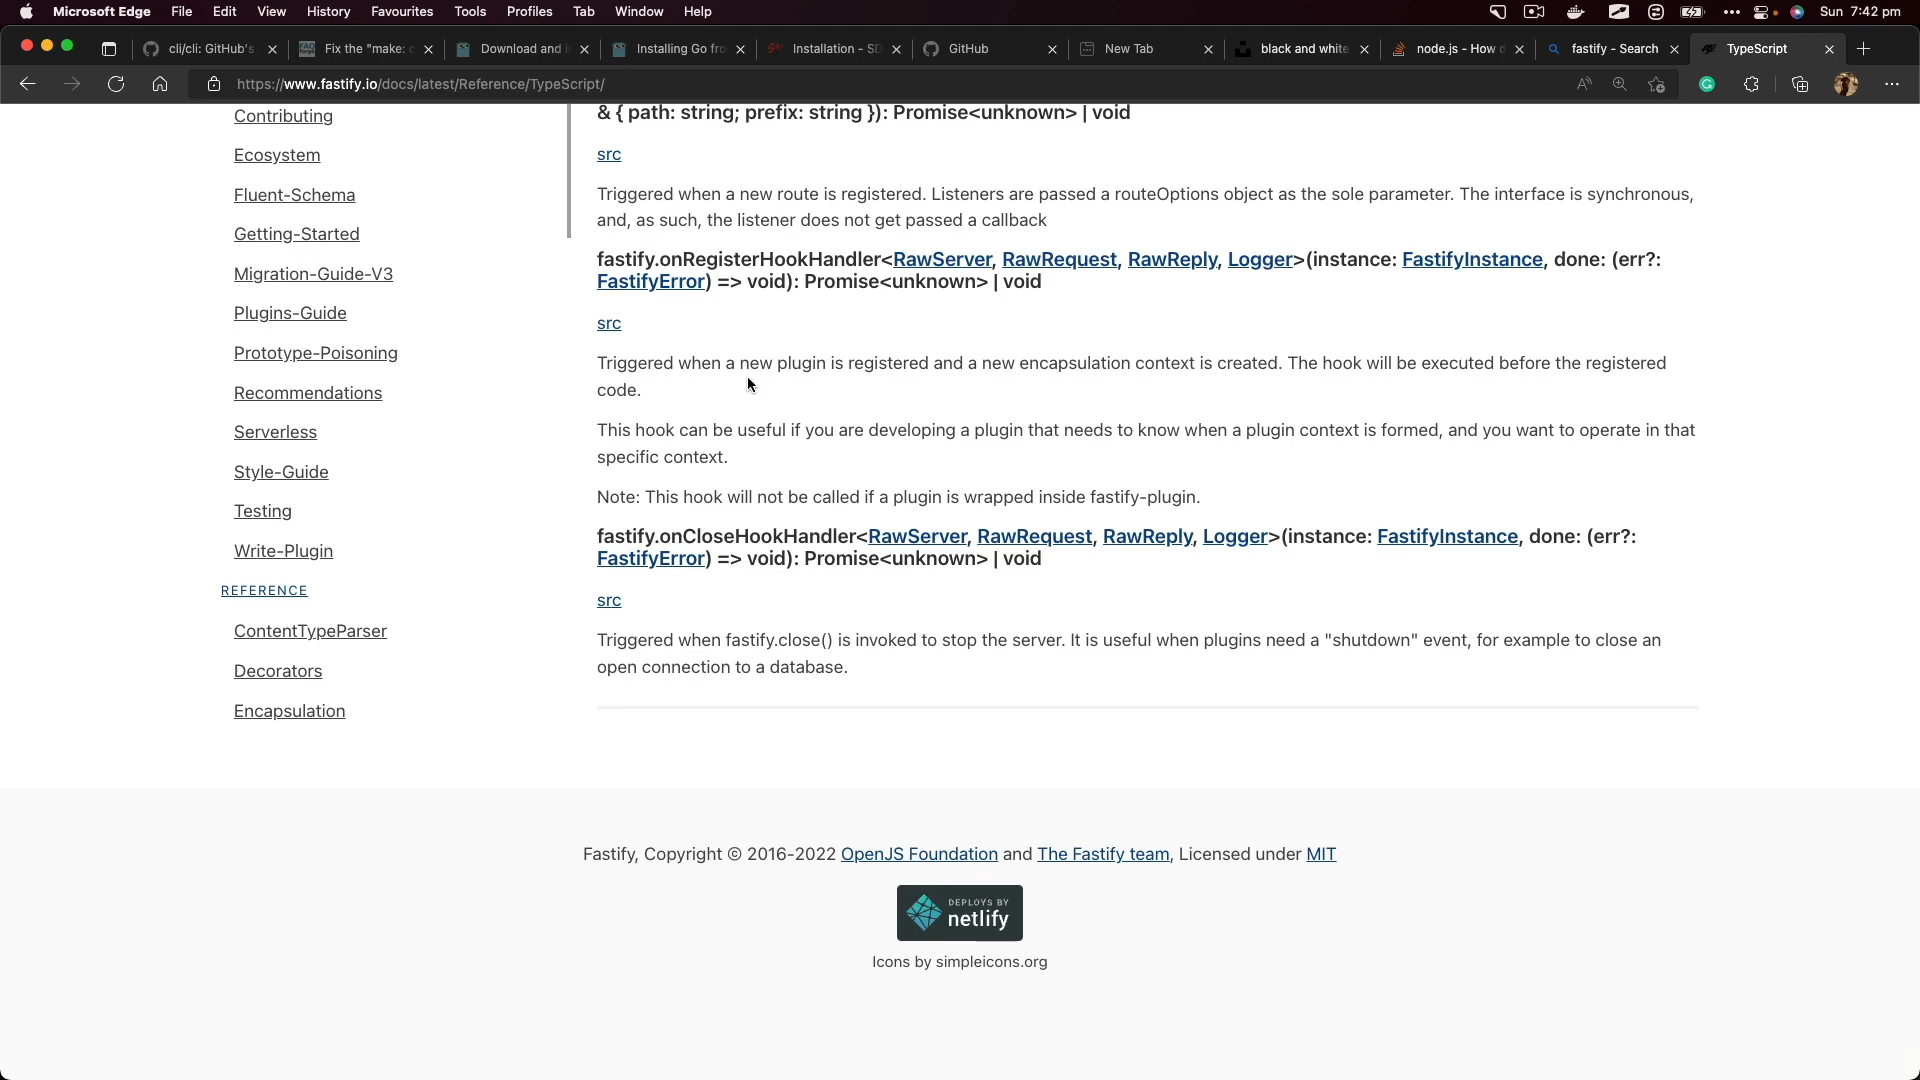 Microsoft Edge File Edit View History Favourites Tools Profiles Tab Window Help Sun 7:42 pm
cli/cli: GitHub's Fix the "make: Download and i Installing Go fro Installation - SD GitHub New Tab black and white node.js - How d fastify - Search TypeScript
https://www.fastify.io/docs/latest/Reference/TypeScript/
Contributing
Ecosystem
Fluent-Schema
Getting-Started
Migration-Guide-V3
Plugins-Guide
Prototype-Poisoning
Recommendations
Serverless
Style-Guide
Testing
Write-Plugin
REFERENCE
ContentTypeParser
Decorators
Encapsulation
& { path: string; prefix: string }): Promise<unknown> | void
src
Triggered when a new route is registered. Listeners are passed a routeOptions object as the sole parameter. The interface is synchronous,
and, as such, the listener does not get passed a callback
fastify.onRegisterHookHandler<RawServer, RawRequest, RawReply, Logger>(instance: FastifyInstance, done: (err?:
FastifyError) => void): Promise<unknown> | void
src
Triggered when a new plugin is registered and a new encapsulation context is created. The hook will be executed before the registered
code.
This hook can be useful if you are developing a plugin that needs to know when a plugin context is formed, and you want to operate in that
specific context.
Note: This hook will not be called if a plugin is wrapped inside fastify-plugin.
fastify.onCloseHookHandler<RawServer, RawRequest, RawReply, Logger>(instance: FastifyInstance, done: (err?:
FastifyError) => void): Promise<unknown> | void
src
Triggered when fastify.close() is invoked to stop the server. It is useful when plugins need a "shutdown" event, for example to close an
open connection to a database.
Fastify, Copyright © 2016-2022 OpenJS Foundation and The Fastify team, Licensed under MIT
DEPLOYS BY
netlify
Icons by simpleicons.org